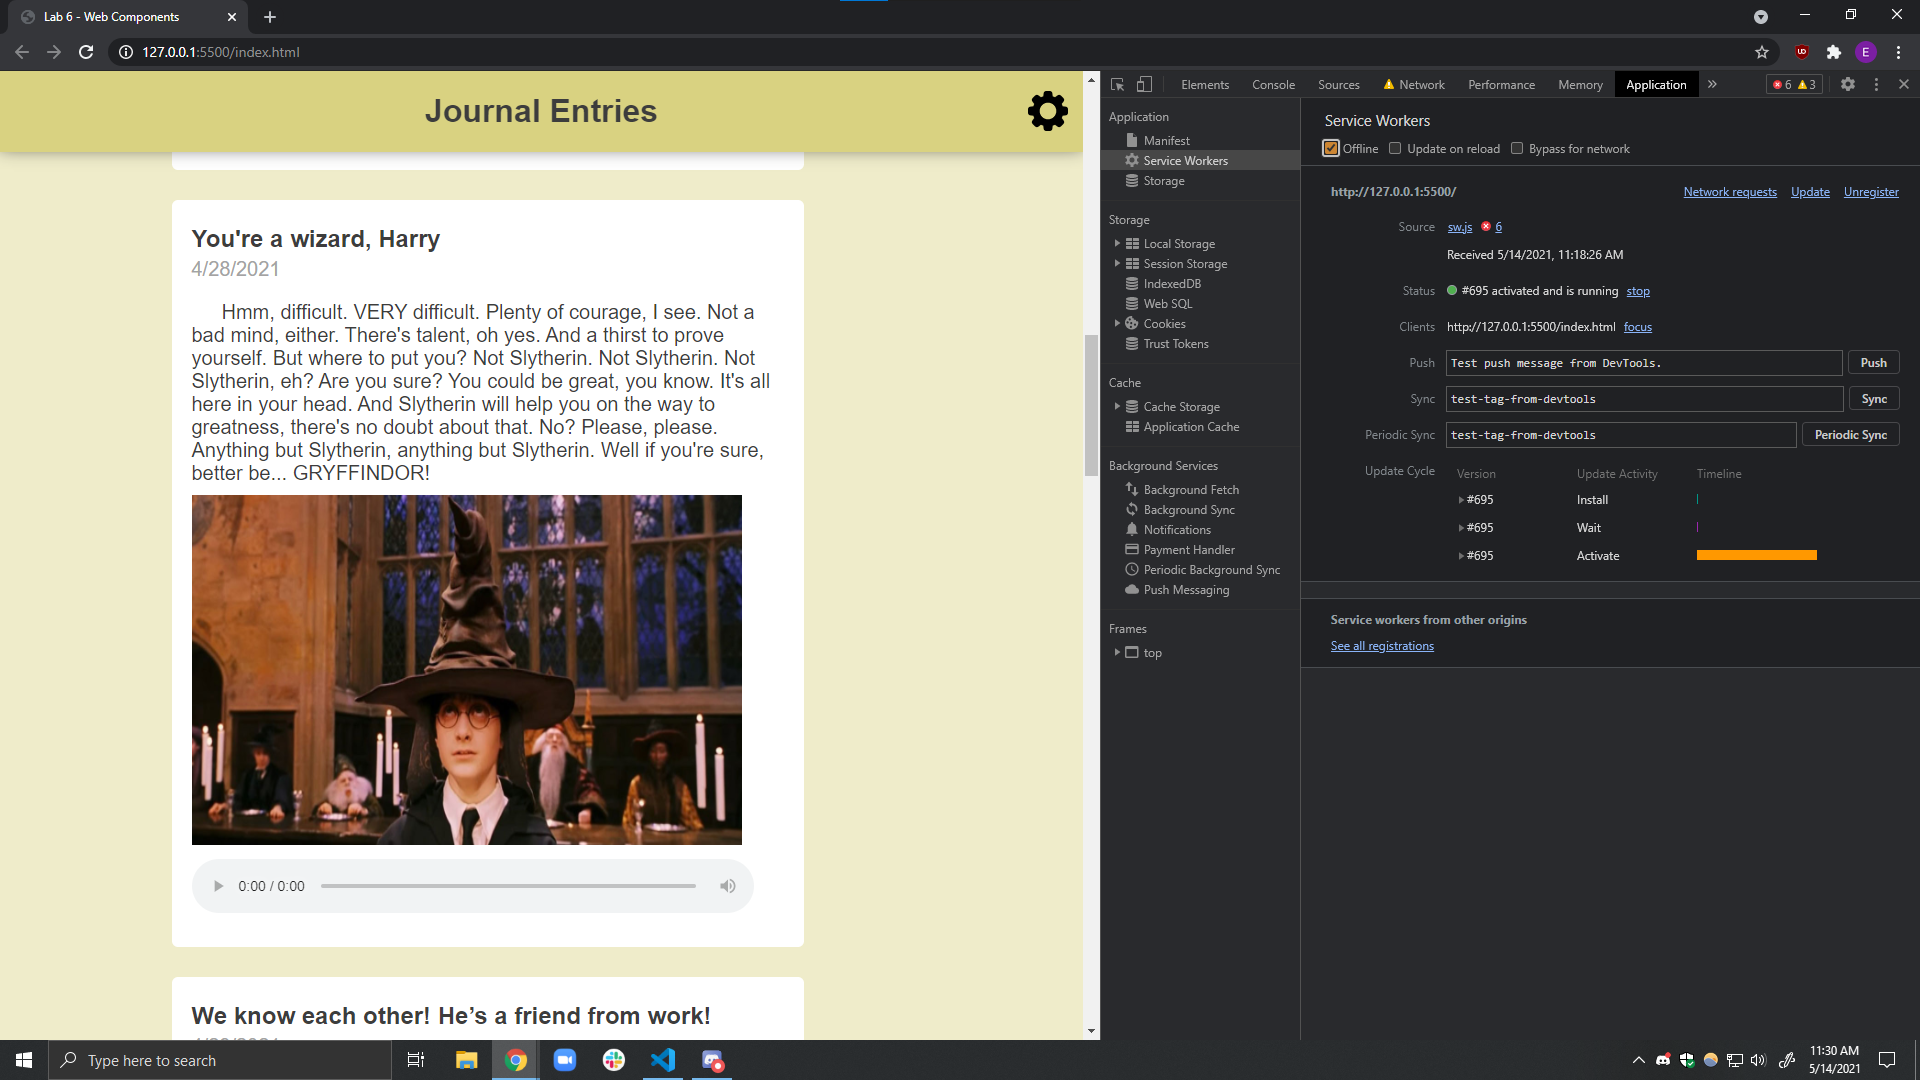 Lab 6 - Web Components
127.0.0.1:5500/index.html
E
Journal Entries
You're a wizard, Harry
4/28/2021
Hmm, difficult. VERY difficult. Plenty of courage, I see. Not a
bad mind, either. There's talent, oh yes. And a thirst to prove
yourself. But where to put you? Not Slytherin. Not Slytherin. Not
Slytherin, eh? Are you sure? You could be great, you know. It's all
here in your head. And Slytherin will help you on the way to
greatness, there's no doubt about that. No? Please, please.
Anything but Slytherin, anything but Slytherin. Well if you're sure,
better be... GRYFFINDOR!
0:00 / 0:00
We know each other! He’s a friend from work!
Elements Console Sources Network Performance Memory Application 6 3
Application
Manifest
Service Workers
Storage
Storage
Local Storage
Session Storage
IndexedDB
Web SQL
Cookies
Trust Tokens
Cache
Cache Storage
Application Cache
Background Services
Background Fetch
Background Sync
Notifications
Payment Handler
Periodic Background Sync
Push Messaging
Frames
top
Service Workers
Offline Update on reload Bypass for network
http://127.0.0.1:5500/ Network requests Update Unregister
Source sw.js 6
Received 5/14/2021, 11:18:26 AM
Status #695 activated and is running stop
Clients http://127.0.0.1:5500/index.html focus
Push Test push message from DevTools. Push
Sync test-tag-from-devtools Sync
Periodic Sync test-tag-from-devtools Periodic Sync
Update Cycle Version Update Activity Timeline
#695 Install
#695 Wait
#695 Activate
Service workers from other origins
See all registrations
Type here to search
11:30 AM
5/14/2021